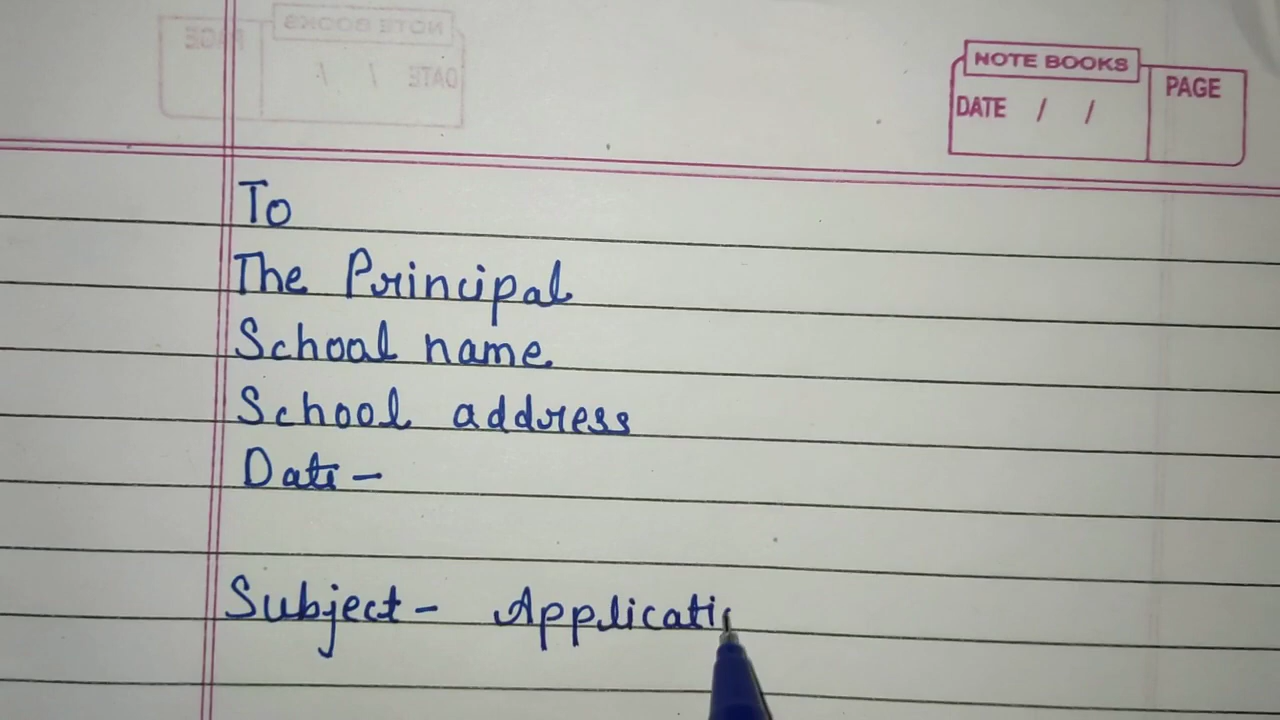 NOTE BOOKS
DATE / /
PAGE
To
The Principal
School name
School address
Date -
Subject - Applicati